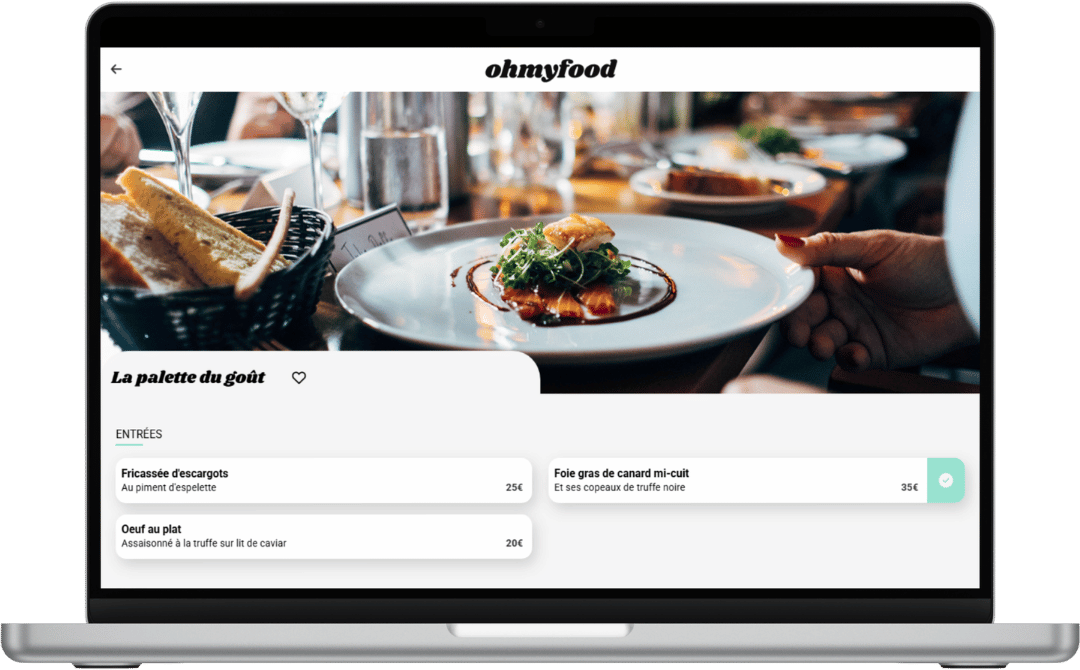 ohmyfood
La palette du goût
ENTRÉES
Fricassée d'escargots
Au piment d'espelette
25€
Foie gras de canard mi-cuit
Et ses copeaux de truffe noire
35€
Oeuf au plat
Assaisonné à la truffe sur lit de caviar
20€